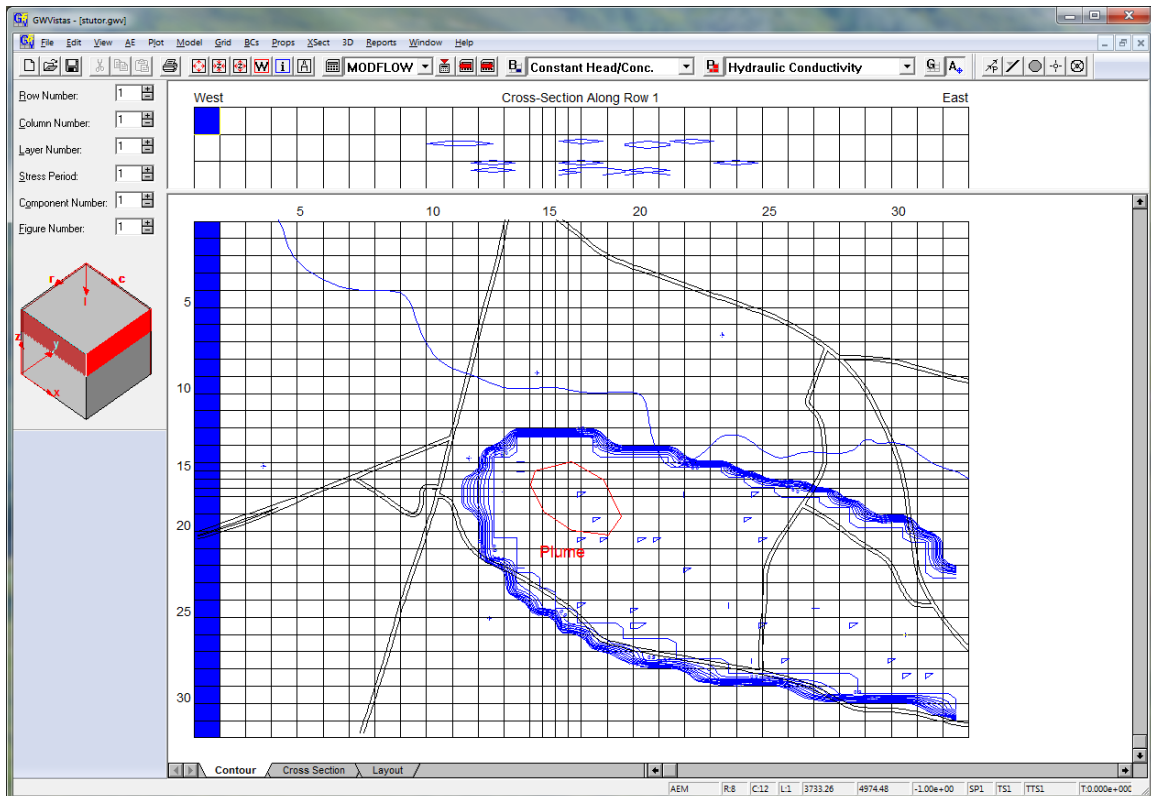 GWVistas - [stutor.gwv]
File Edit View AE Plot Model Grid BCs Props XSect 3D Reports Window Help
MODFLOW Constant Head/Conc. Hydraulic Conductivity
Row Number: 1
Column Number: 1
Layer Number: 1
Stress Period: 1
Component Number: 1
Figure Number: 1
r c l z y x
West Cross-Section Along Row 1 East
5 10 15 20 25 30
5
10
15
20
Plume
25
30
Contour Cross Section Layout
AEM R:8 C:12 L:1 3733.26 4974.48 -1.00e+00 SP1 TS1 TTS1 T:0.000e+000